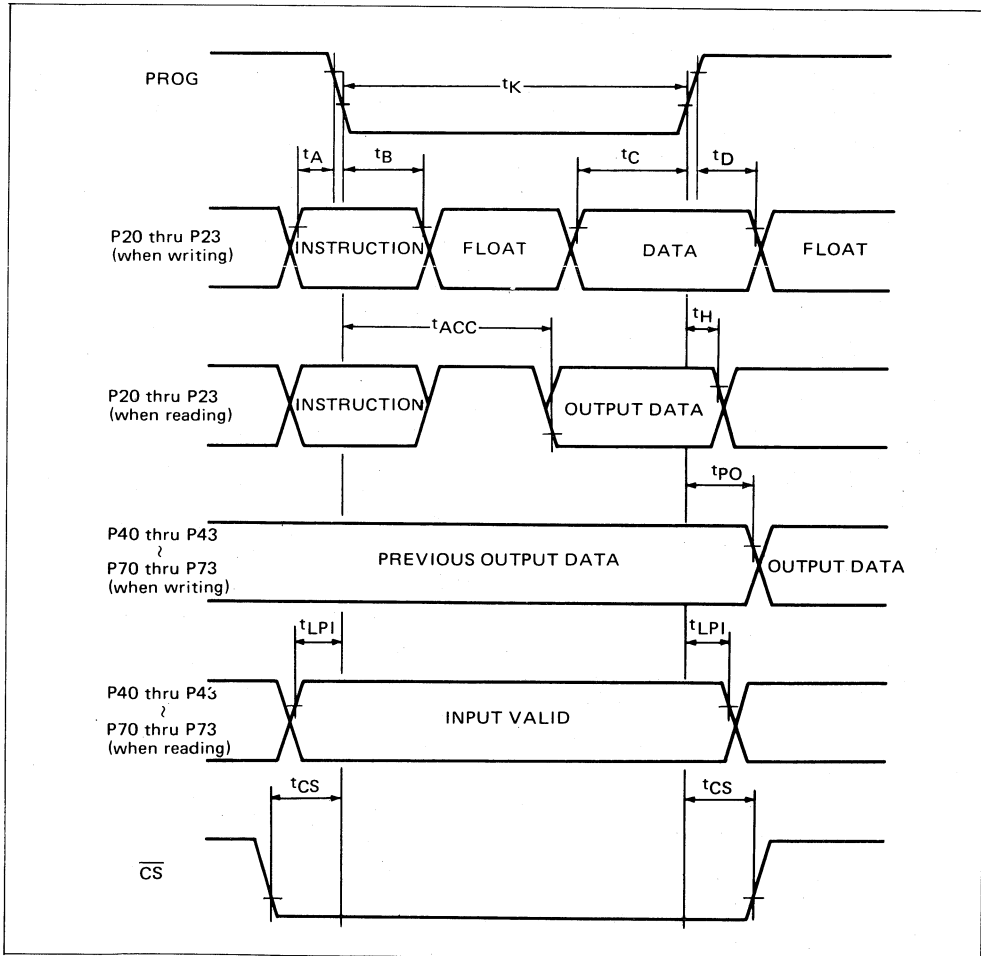 PROG
tK
tA
tB
tC
tD
P20 thru P23
(when writing)
INSTRUCTION
FLOAT
DATA
FLOAT
tACC
tH
P20 thru P23
(when reading)
INSTRUCTION
OUTPUT DATA
tPO
P40 thru P43
~
P70 thru P73
(when writing)
PREVIOUS OUTPUT DATA
OUTPUT DATA
tLPI
tLPI
P40 thru P43
~
P70 thru P73
(when reading)
INPUT VALID
tCS
tCS
CS